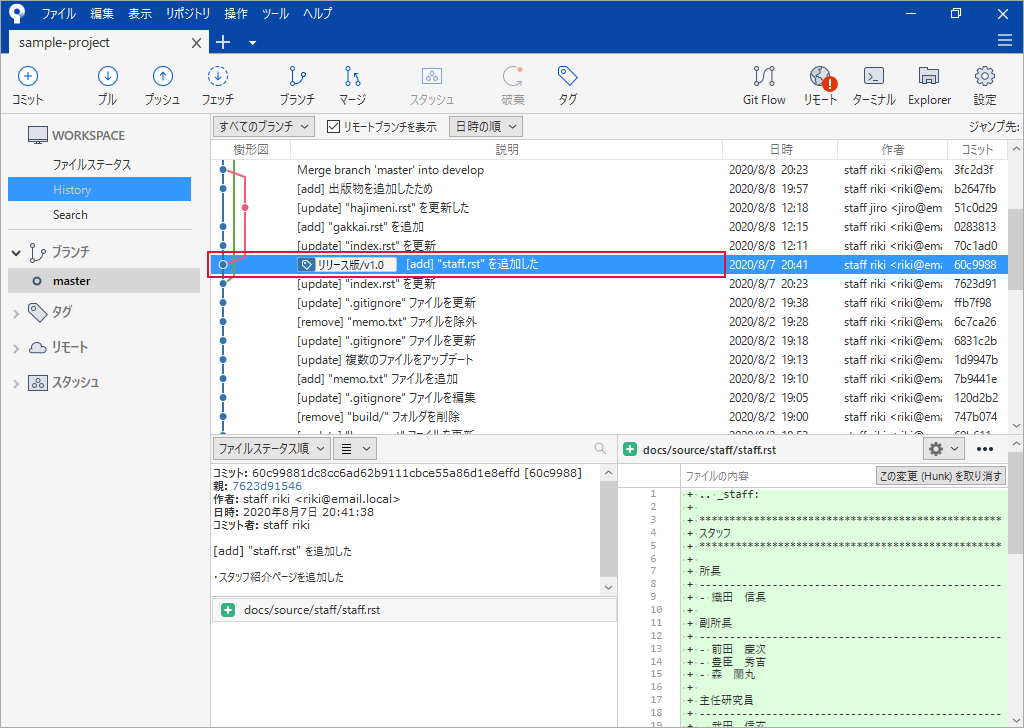 ファイル 編集 表示 リポジトリ 操作 ツール ヘルプ
sample-project
コミット プル プッシュ フェッチ ブランチ マージ スタッシュ 破棄 タグ Git Flow リモート ターミナル Explorer 設定
WORKSPACE
ファイルステータス
History
Search
ブランチ
master
タグ
リモート
スタッシュ
すべてのブランチ リモートブランチを表示 日時の順 ジャンプ先:
樹形図 説明 日時 作者 コミット
Merge branch 'master' into develop 2020/8/8 20:23 staff riki <riki@ema 3fc2d3f
[add] 出版物を追加したため 2020/8/8 19:57 staff riki <riki@ema b2647fb
[update] "hajimeni.rst" を更新した 2020/8/8 12:18 staff jiro <jiro@em 51c0d29
[add] "gakkai.rst" を追加 2020/8/8 12:15 staff riki <riki@ema 0283813
[update] "index.rst" を更新 2020/8/8 12:11 staff riki <riki@ema 70c1ad0
リリース版/v1.0 [add] "staff.rst" を追加した 2020/8/7 20:41 staff riki <riki@ema 60c9988
[update] "index.rst" を更新 2020/8/7 20:23 staff riki <riki@ema 7623d91
[update] ".gitignore" ファイルを更新 2020/8/2 19:38 staff riki <riki@ema ffb7f98
[remove] "memo.txt" ファイルを除外 2020/8/2 19:28 staff riki <riki@ema 6c7ca26
[update] ".gitignore" ファイルを更新 2020/8/2 19:18 staff riki <riki@ema 6831c2b
[update] 複数のファイルをアップデート 2020/8/2 19:13 staff riki <riki@ema 1d9947b
[add] "memo.txt" ファイルを追加 2020/8/2 19:10 staff riki <riki@ema 7b9441e
[update] ".gitignore" ファイルを編集 2020/8/2 19:05 staff riki <riki@ema 120d2b2
[remove] "build/" フォルダを削除 2020/8/2 19:00 staff riki <riki@ema 747b074
ファイルステータス順
コミット: 60c99881dc8cc6ad62b9111cbce55a86d1e8effd [60c9988]
親: 7623d91546
作者: staff riki <riki@email.local>
日時: 2020年8月7日 20:41:38
コミット者: staff riki
[add] "staff.rst" を追加した
・スタッフ紹介ページを追加した
docs/source/staff/staff.rst
docs/source/staff/staff.rst
ファイルの内容 この変更 (Hunk) を取り消す
1 + .. _staff:
2 +
3 + **************************************************
4 + スタッフ
5 + **************************************************
6 +
7 + 所長
8 + --------------------------------------------------
9 + - 織田 信長
10 +
11 + 副所長
12 + --------------------------------------------------
13 + - 前田 慶次
14 + - 豊臣 秀吉
15 + - 森 蘭丸
16 +
17 + 主任研究員
18 + --------------------------------------------------
19 + - 武田 信玄